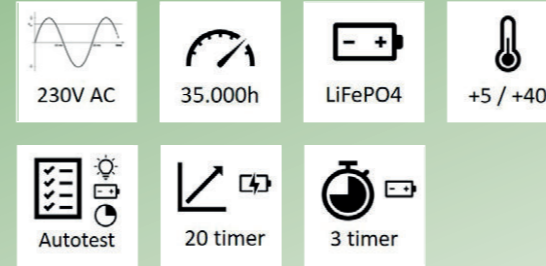 230V AC
35.000h
LiFePO4
+5 / +40
Autotest
20 timer
3 timer